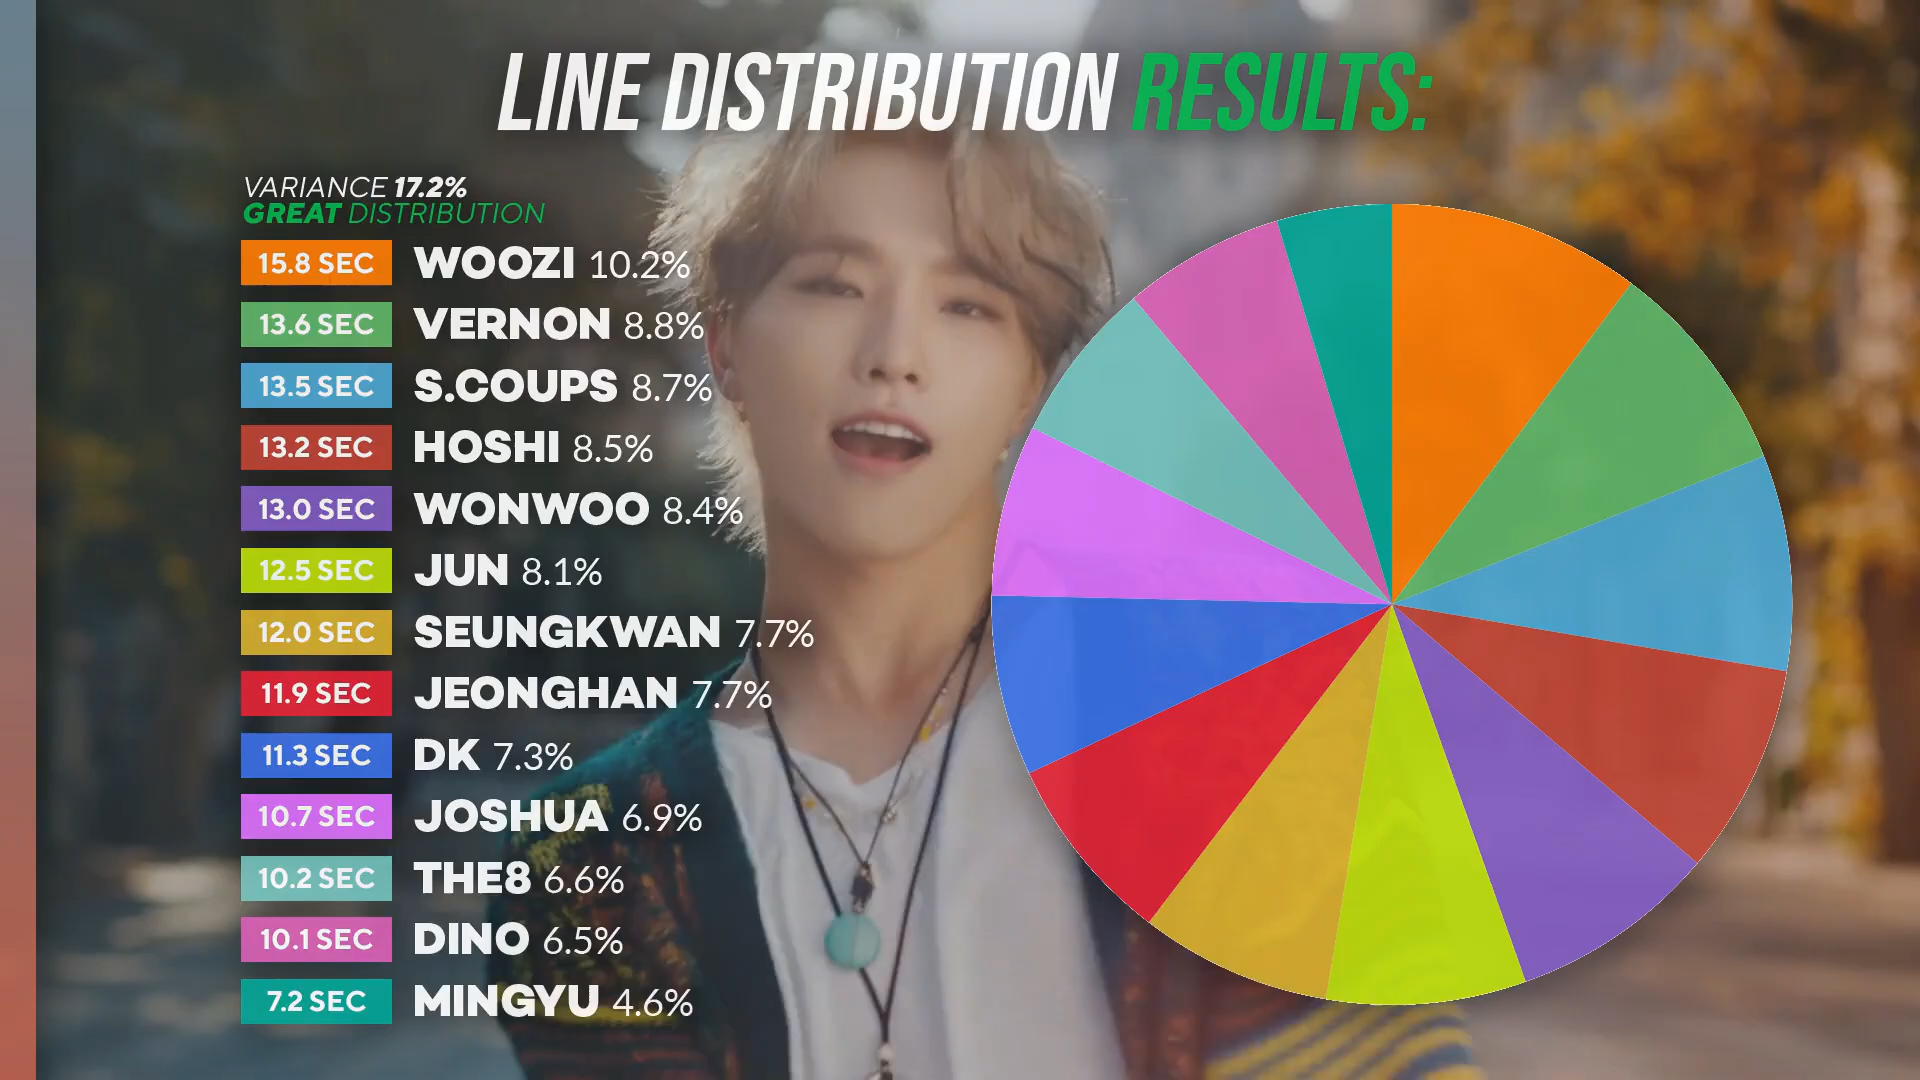 LINE DISTRIBUTION RESULTS:
VARIANCE 17.2%
GREAT DISTRIBUTION
15.8 SEC WOOZI 10.2%
13.6 SEC VERNON 8.8%
13.5 SEC S.COUPS 8.7%
13.2 SEC HOSHI 8.5%
13.0 SEC WONWOO 8.4%
12.5 SEC JUN 8.1%
12.0 SEC SEUNGKWAN 7.7%
11.9 SEC JEONGHAN 7.7%
11.3 SEC DK 7.3%
10.7 SEC JOSHUA 6.9%
10.2 SEC THE8 6.6%
10.1 SEC DINO 6.5%
7.2 SEC MINGYU 4.6%